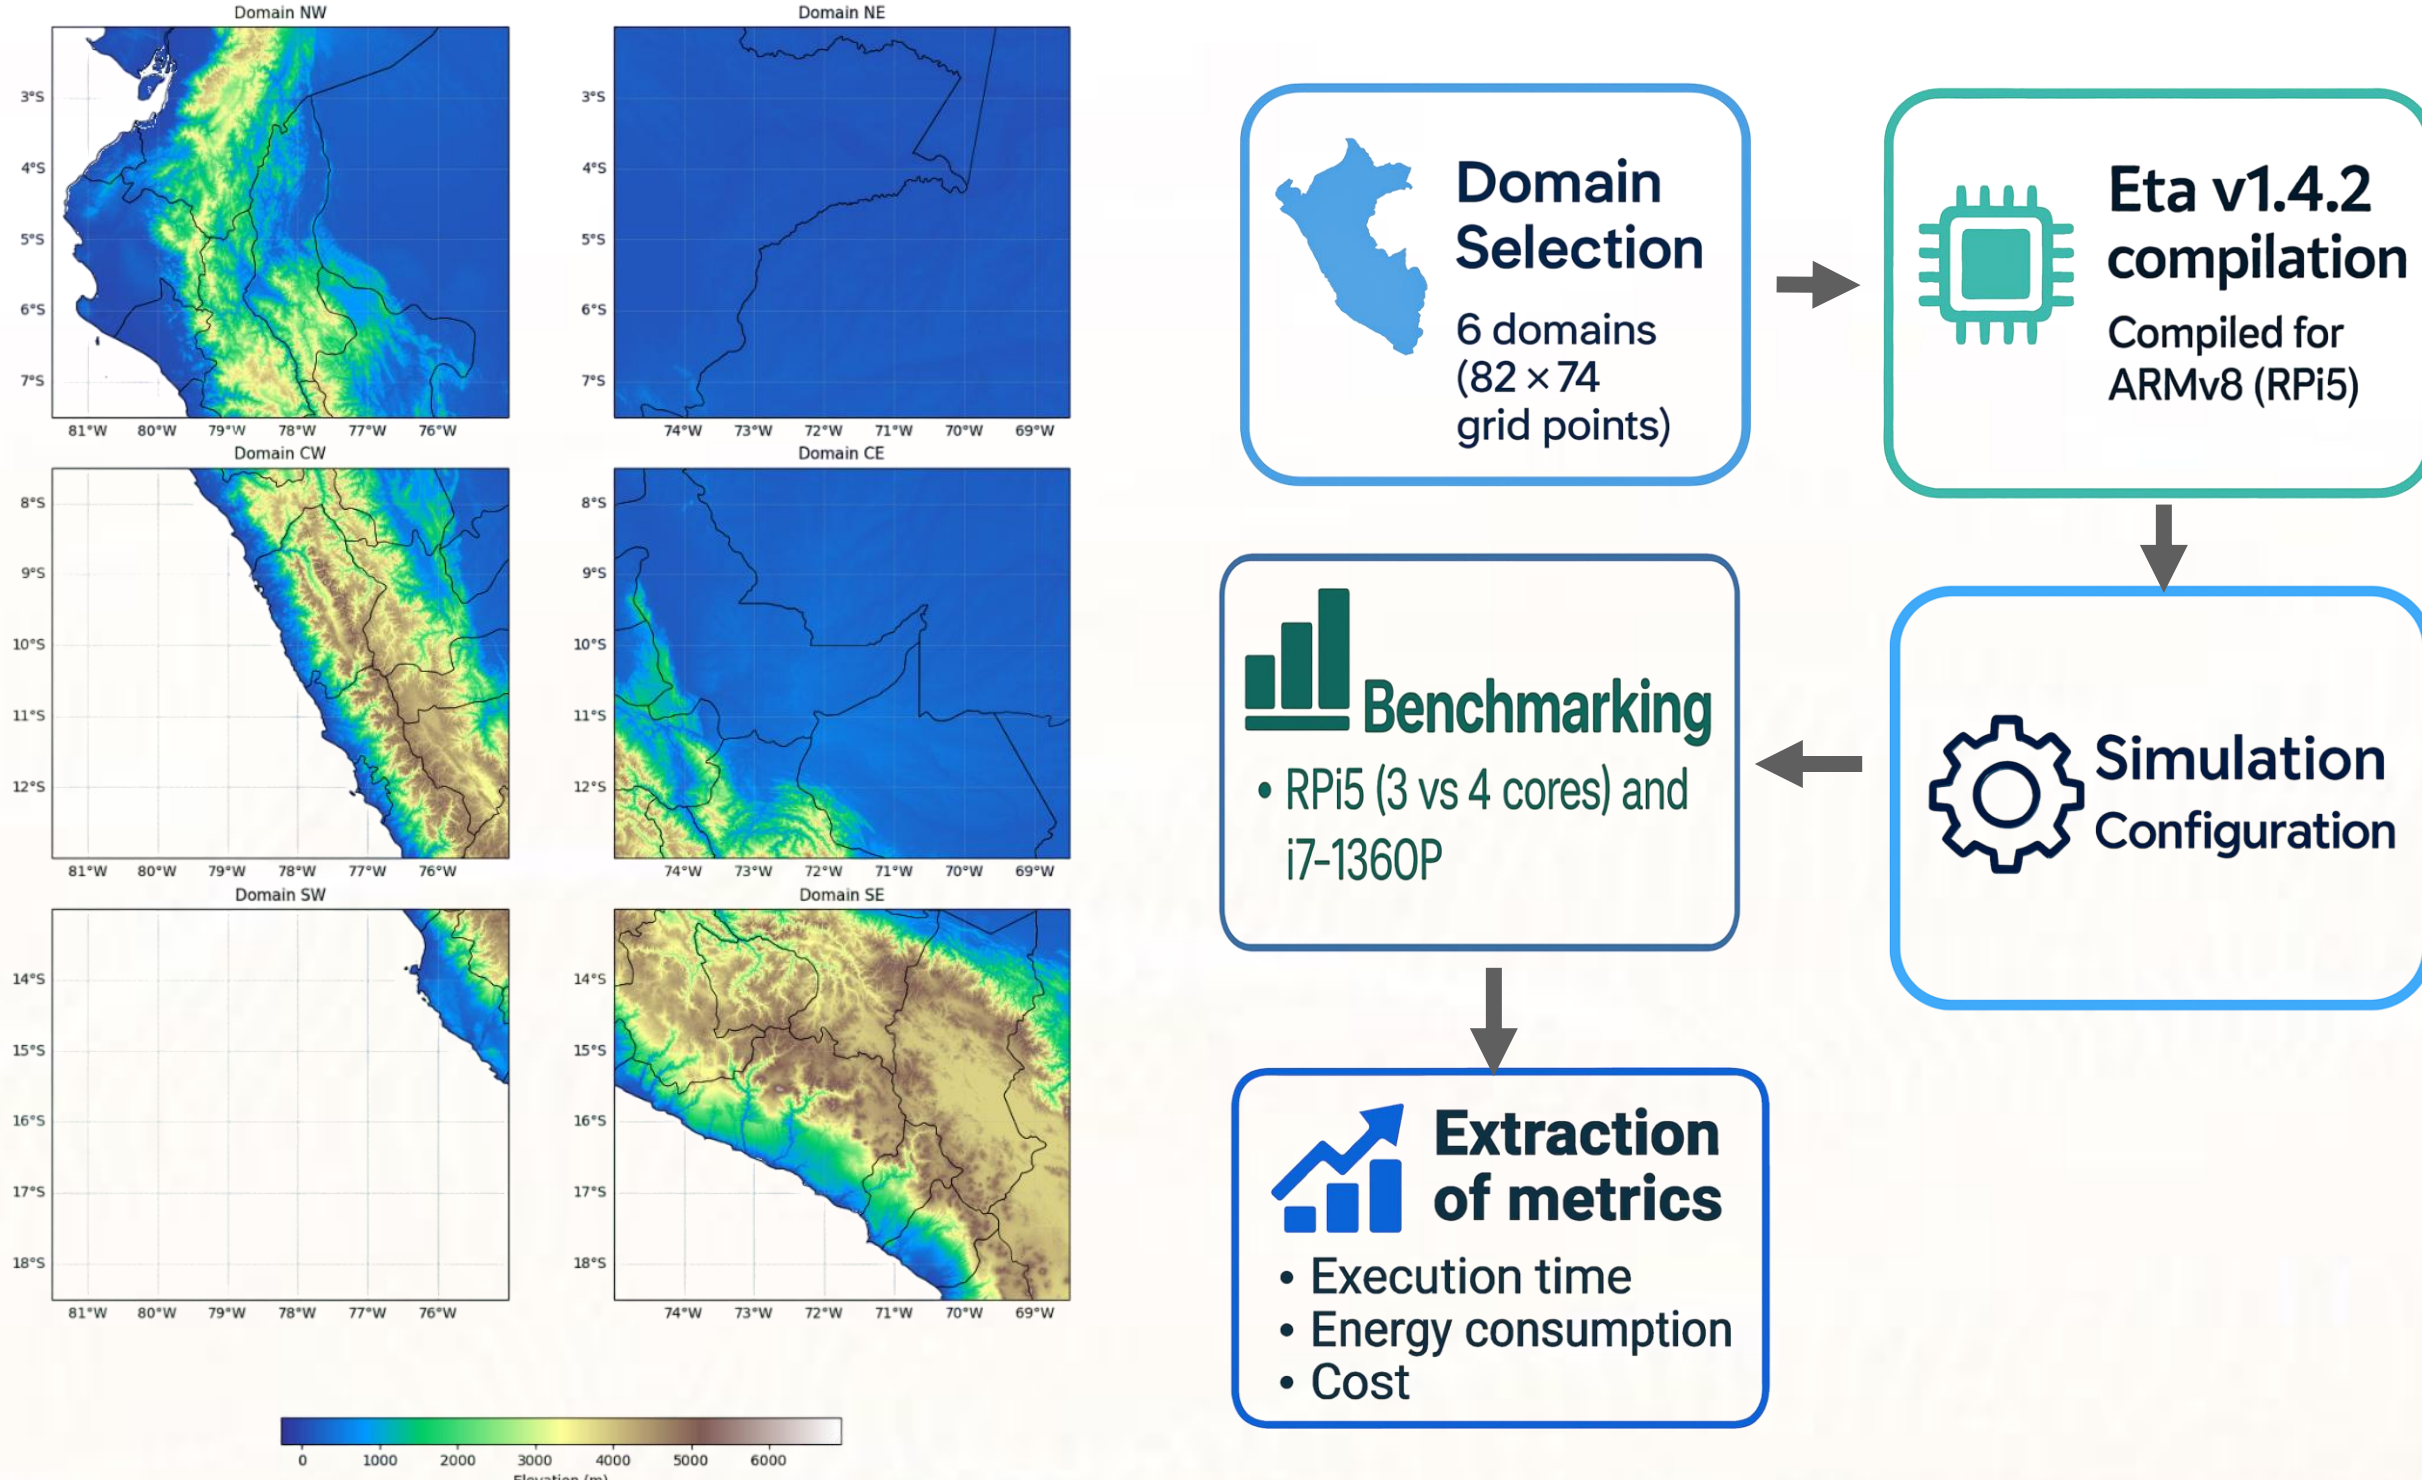 Domain NW
3°S
4°S
5°S
6°S
7°S
81°W 80°W 79°W 78°W 77°W 76°W
Domain NE
3°S
4°S
5°S
6°S
7°S
74°W 73°W 72°W 71°W 70°W 69°W
Domain CW
8°S
9°S
10°S
11°S
12°S
81°W 80°W 79°W 78°W 77°W 76°W
Domain CE
8°S
9°S
10°S
11°S
12°S
74°W 73°W 72°W 71°W 70°W 69°W
Domain SW
14°S
15°S
16°S
17°S
18°S
81°W 80°W 79°W 78°W 77°W 76°W
Domain SE
14°S
15°S
16°S
17°S
18°S
74°W 73°W 72°W 71°W 70°W 69°W
0 1000 2000 3000 4000 5000 6000
Elevation (m)
Domain
Selection
6 domains
(82 × 74
grid points)
Eta v1.4.2
compilation
Compiled for
ARMv8 (RPi5)
Simulation
Configuration
Benchmarking
• RPi5 (3 vs 4 cores) and
i7-1360P
Extraction
of metrics
• Execution time
• Energy consumption
• Cost